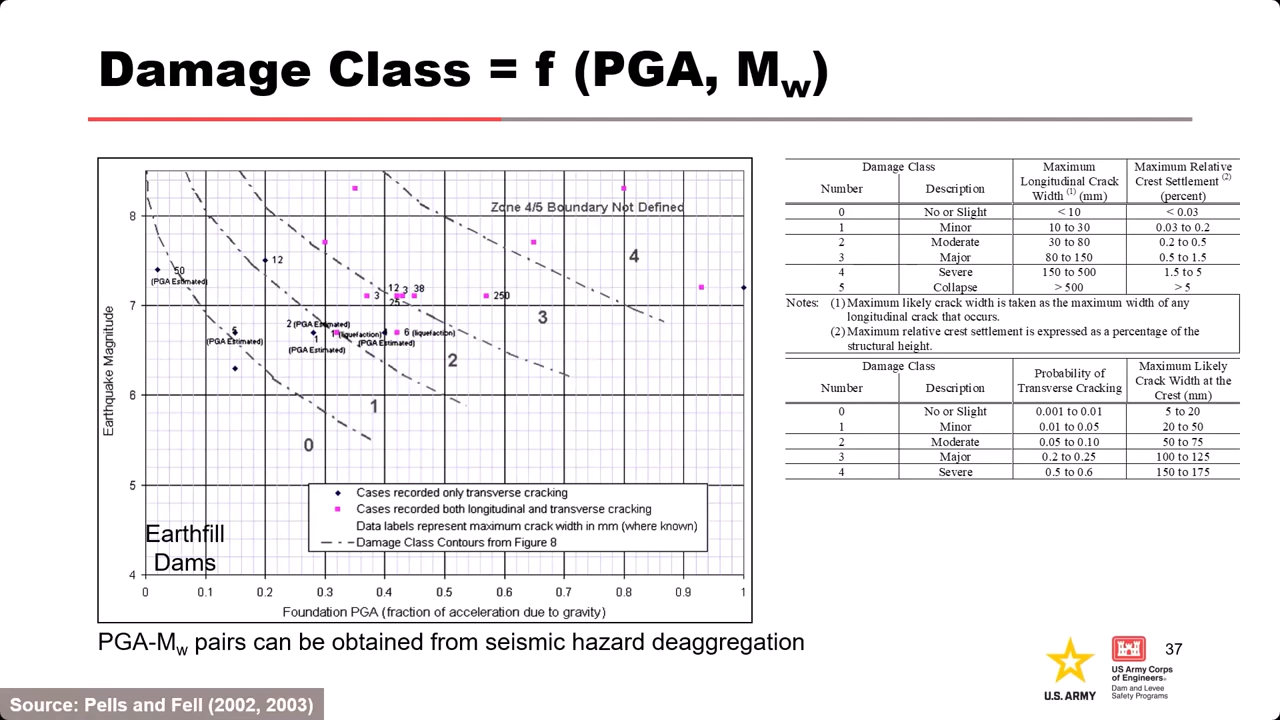 Damage Class = f (PGA, Mw)
8
7
6
5
4
Earthquake Magnitude
Zone 4/5 Boundary Not Defined
4
3
2
1
0
50
(PGA Estimated)
12
5
(PGA Estimated)
2 (PGA Estimated)
1
(PGA Estimated)
1 (liquefaction)
4
(PGA Estimated)
6 (liquefaction)
3
12
3
38
25
250
Cases recorded only transverse cracking
Cases recorded both longitudinal and transverse cracking
Data labels represent maximum crack width in mm (where known)
Damage Class Contours from Figure 8
Earthfill
Dams
0 0.1 0.2 0.3 0.4 0.5 0.6 0.7 0.8 0.9 1
Foundation PGA (fraction of acceleration due to gravity)
Damage Class Maximum Maximum Relative
Number Description Longitudinal Crack Crest Settlement (2)
Width (1) (mm) (percent)
0 No or Slight < 10 < 0.03
1 Minor 10 to 30 0.03 to 0.2
2 Moderate 30 to 80 0.2 to 0.5
3 Major 80 to 150 0.5 to 1.5
4 Severe 150 to 500 1.5 to 5
5 Collapse > 500 > 5
Notes: (1) Maximum likely crack width is taken as the maximum width of any
longitudinal crack that occurs.
(2) Maximum relative crest settlement is expressed as a percentage of the
structural height.
Damage Class Probability of Maximum Likely
Number Description Transverse Cracking Crack Width at the
Crest (mm)
0 No or Slight 0.001 to 0.01 5 to 20
1 Minor 0.01 to 0.05 20 to 50
2 Moderate 0.05 to 0.10 50 to 75
3 Major 0.2 to 0.25 100 to 125
4 Severe 0.5 to 0.6 150 to 175
PGA-Mw pairs can be obtained from seismic hazard deaggregation
37
U.S. ARMY
US Army Corps
of Engineers®
Dam and Levee
Safety Programs
Source: Pells and Fell (2002, 2003)